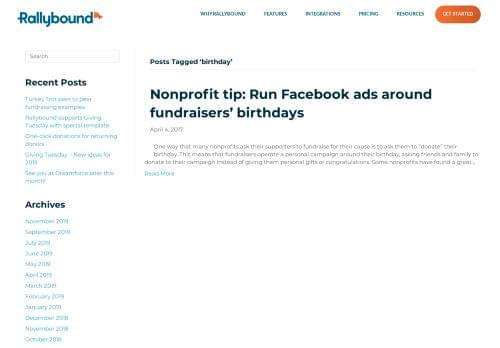 Rallybound
WHY RALLYBOUND
FEATURES
INTEGRATIONS
PRICING
RESOURCES
GET STARTED
Search
Recent Posts
Turkey Trot peer to peer
fundraising examples
Rallybound supports Giving
Tuesday with special template
One-click donations for returning
donors
Giving Tuesday – New ideas for
2019
See you at Dreamforce later this
month!
Archives
November 2019
September 2019
July 2019
June 2019
May 2019
April 2019
March 2019
February 2019
January 2019
December 2018
November 2018
October 2018
Posts Tagged 'birthday'
Nonprofit tip: Run Facebook ads around
fundraisers' birthdays
April 4, 2017
One way that many nonprofits ask their supporters to fundraise for their cause is to ask them to "donate" their
birthday. This means that fundraisers operate a personal campaign around their birthday, asking friends and family to
donate to their campaign instead of giving them personal gifts or congratulations. Some nonprofits have found a great...
Read More